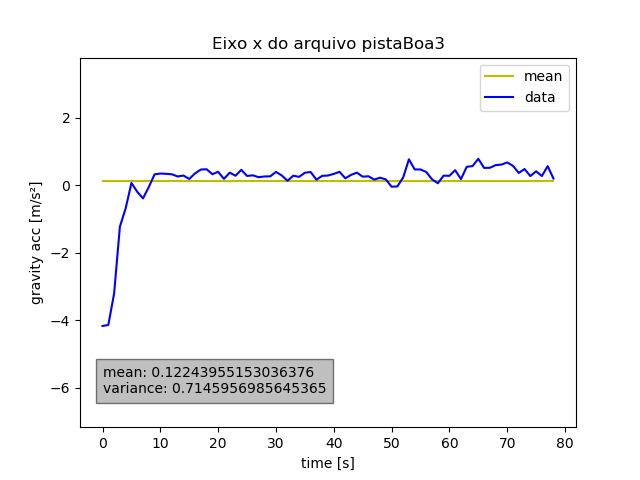 Eixo x do arquivo pistaBoa3
mean
data
gravity acc [m/s²]
2
0
−2
−4
−6
mean: 0.12243955153036376
variance: 0.7145956985645365
0 10 20 30 40 50 60 70 80
time [s]